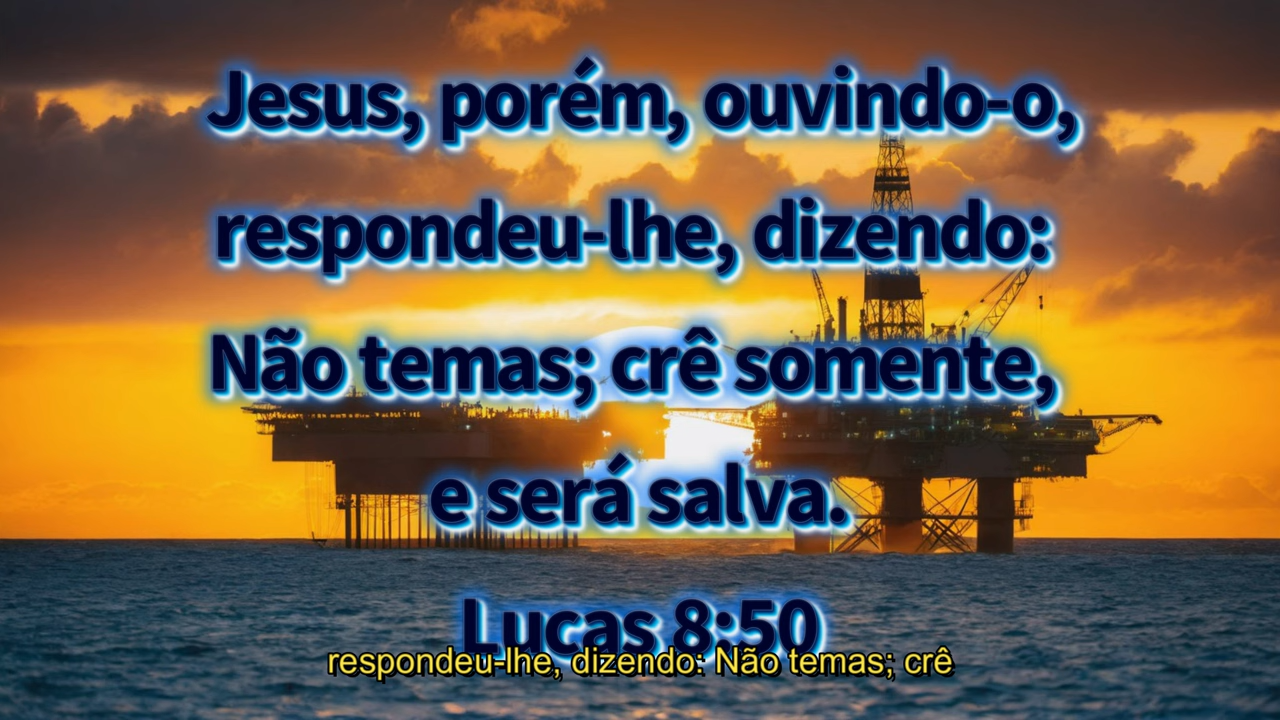 Jesus, porém, ouvindo-o,
respondeu-lhe, dizendo:
Não temas; crê somente,
e será salva.
Lucas 8:50
respondeu-lhe, dizendo: Não temas; crê